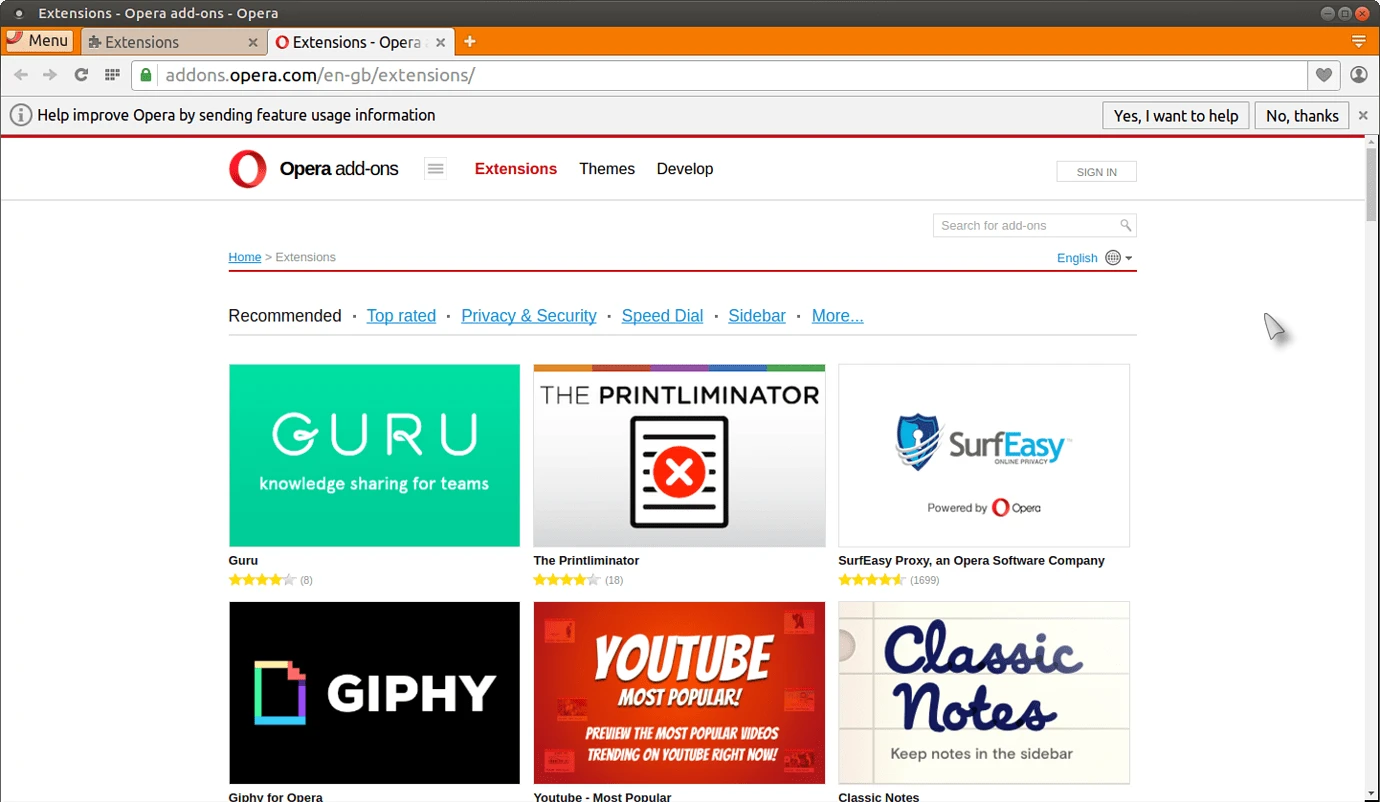 Extensions - Opera add-ons - Opera
Menu
Extensions
Extensions - Opera
addons.opera.com/en-gb/extensions/
Help improve Opera by sending feature usage information
Yes, I want to help
No, thanks
Opera add-ons
Extensions
Themes
Develop
SIGN IN
Search for add-ons
Home > Extensions
English
Recommended · Top rated · Privacy & Security · Speed Dial · Sidebar · More...
GURU
knowledge sharing for teams
THE PRINTLIMINATOR
SurfEasy
ONLINE PRIVACY
Powered by Opera
Guru
(8)
The Printliminator
(18)
SurfEasy Proxy, an Opera Software Company
(1699)
GIPHY
YOUTUBE
MOST POPULAR!
PREVIEW THE MOST POPULAR VIDEOS
TRENDING ON YOUTUBE RIGHT NOW!
Classic
Notes
Keep notes in the sidebar
Giphy for Opera
Youtube - Most Popular
Classic Notes